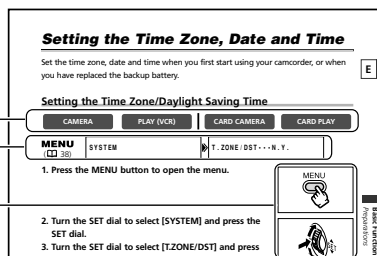 Setting the Time Zone, Date and Time
Set the time zone, date and time when you first start using your camcorder, or when
you have replaced the backup battery.
E
Setting the Time Zone/Daylight Saving Time
CAMERA PLAY (VCR) CARD CAMERA CARD PLAY
MENU
( 38)
SYSTEM T.ZONE/DST•••N.Y.
1. Press the MENU button to open the menu.
MENU
2. Turn the SET dial to select [SYSTEM] and press the
SET dial.
3. Turn the SET dial to select [T.ZONE/DST] and press
SET
Basic Functions
Preparations